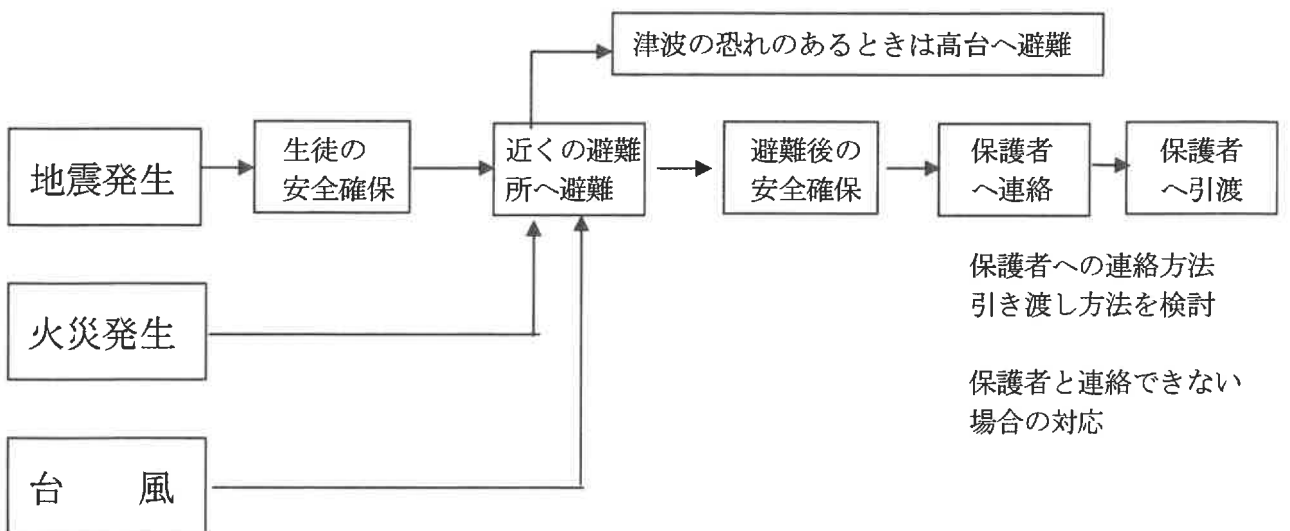 津波の恐れのあるときは高台へ避難
地震発生
生徒の
安全確保
近くの避難
所へ避難
避難後の
安全確保
保護者
へ連絡
保護者
へ引渡
保護者への連絡方法
引き渡し方法を検討
火災発生
保護者と連絡できない
場合の対応
台　風